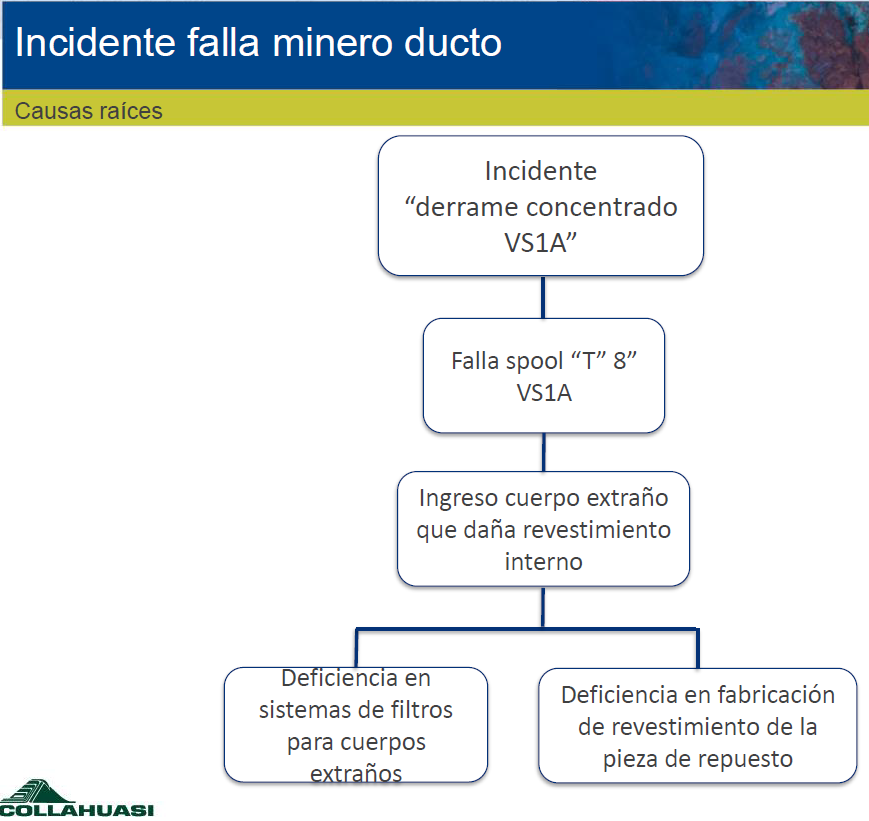 Incidente falla minero ducto
Causas raíces
Incidente
“derrame concentrado
VS1A”
Falla spool “T” 8”
VS1A
Ingreso cuerpo extraño
que daña revestimiento
interno
Deficiencia en
sistemas de filtros
para cuerpos
extraños
Deficiencia en fabricación
de revestimiento de la
pieza de repuesto
COLLAHUASI